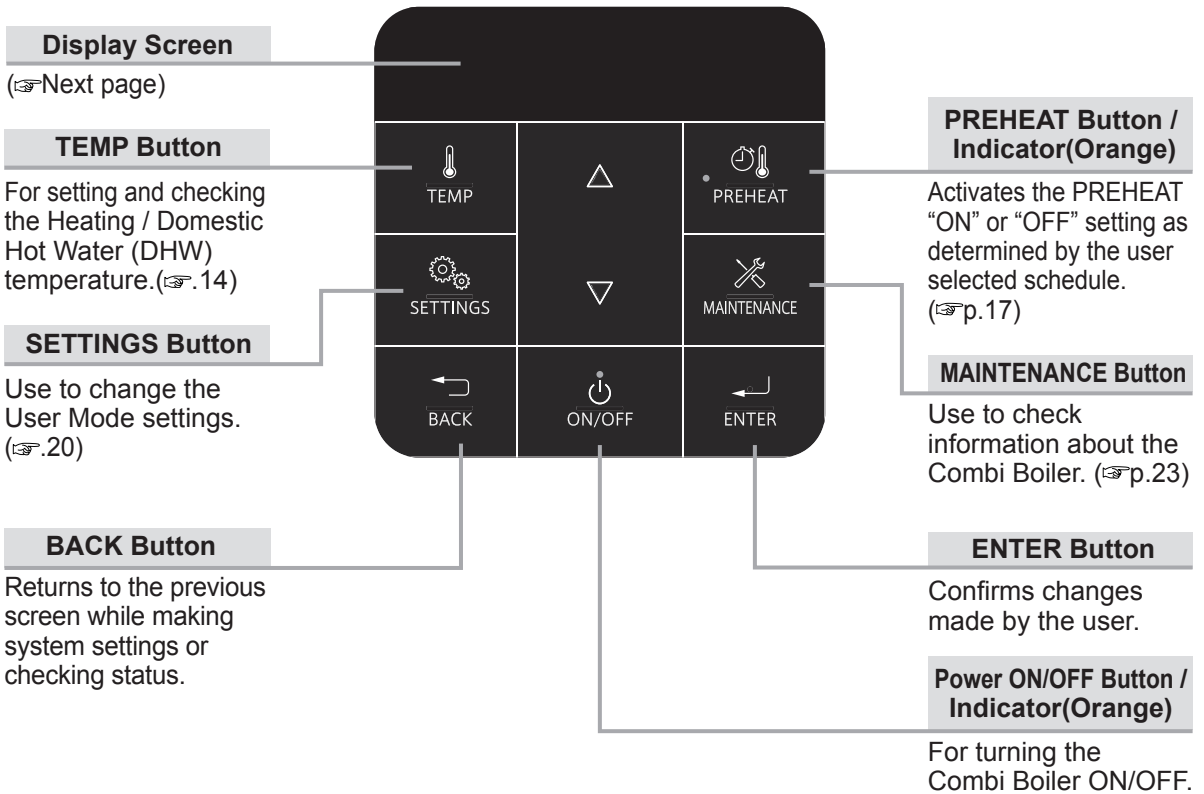 Display Screen
(☞Next page)
TEMP Button
For setting and checking
the Heating / Domestic
Hot Water (DHW)
temperature.(☞.14)
SETTINGS Button
Use to change the
User Mode settings.
(☞.20)
BACK Button
Returns to the previous
screen while making
system settings or
checking status.
TEMP
PREHEAT
SETTINGS
MAINTENANCE
BACK
ON/OFF
ENTER
PREHEAT Button /
Indicator(Orange)
Activates the PREHEAT
“ON” or “OFF” setting as
determined by the user
selected schedule.
(☞p.17)
MAINTENANCE Button
Use to check
information about the
Combi Boiler. (☞p.23)
ENTER Button
Confirms changes
made by the user.
Power ON/OFF Button /
Indicator(Orange)
For turning the
Combi Boiler ON/OFF.